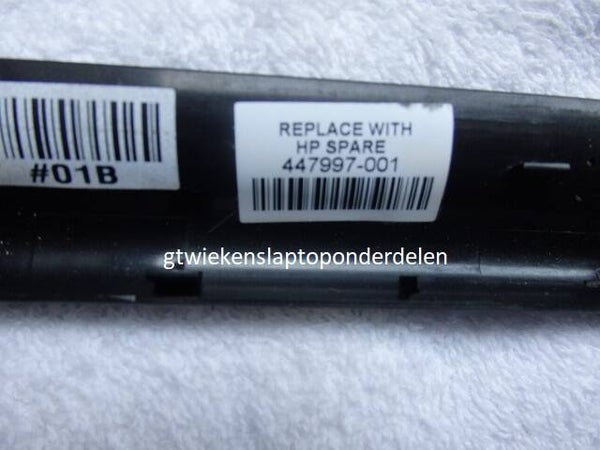 #01B
REPLACE WITH
HP SPARE
447997-001
gtwiekenslaptoponderdelen